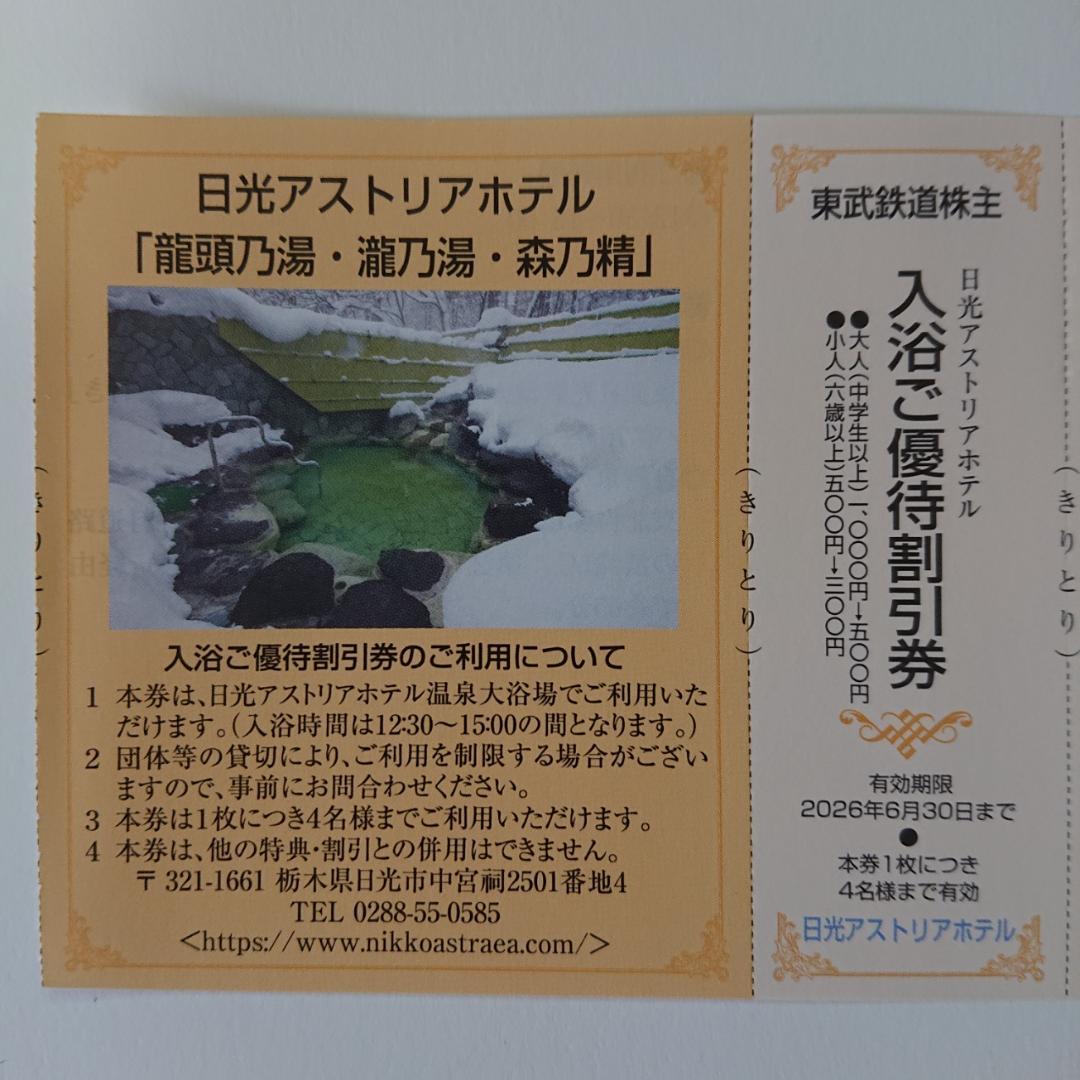 日光アストリアホテル
「龍頭乃湯・瀧乃湯・森乃精」
入浴ご優待割引券のご利用について
1 本券は、日光アストリアホテル温泉大浴場でご利用いた
だけます。（入浴時間は12:30～15:00の間となります。）
2 団体等の貸切により、ご利用を制限する場合がござい
ますので、事前にお問合わせください。
3 本券は1枚につき4名様までご利用いただけます。
4 本券は、他の特典・割引との併用はできません。
〒321-1661 栃木県日光市中宮祠2501番地4
TEL 0288-55-0585
<https://www.nikkoastraea.com/>
（きりとり）
（きりとり）
東武鉄道株主
日光アストリアホテル
入浴ご優待割引券
●大人（中学生以上）一、〇〇〇円→五〇〇円
●小人（六歳以上）五〇〇円→三〇〇円
有効期限
2026年6月30日まで
●
本券1枚につき
4名様まで有効
日光アストリアホテル
（きりとり）